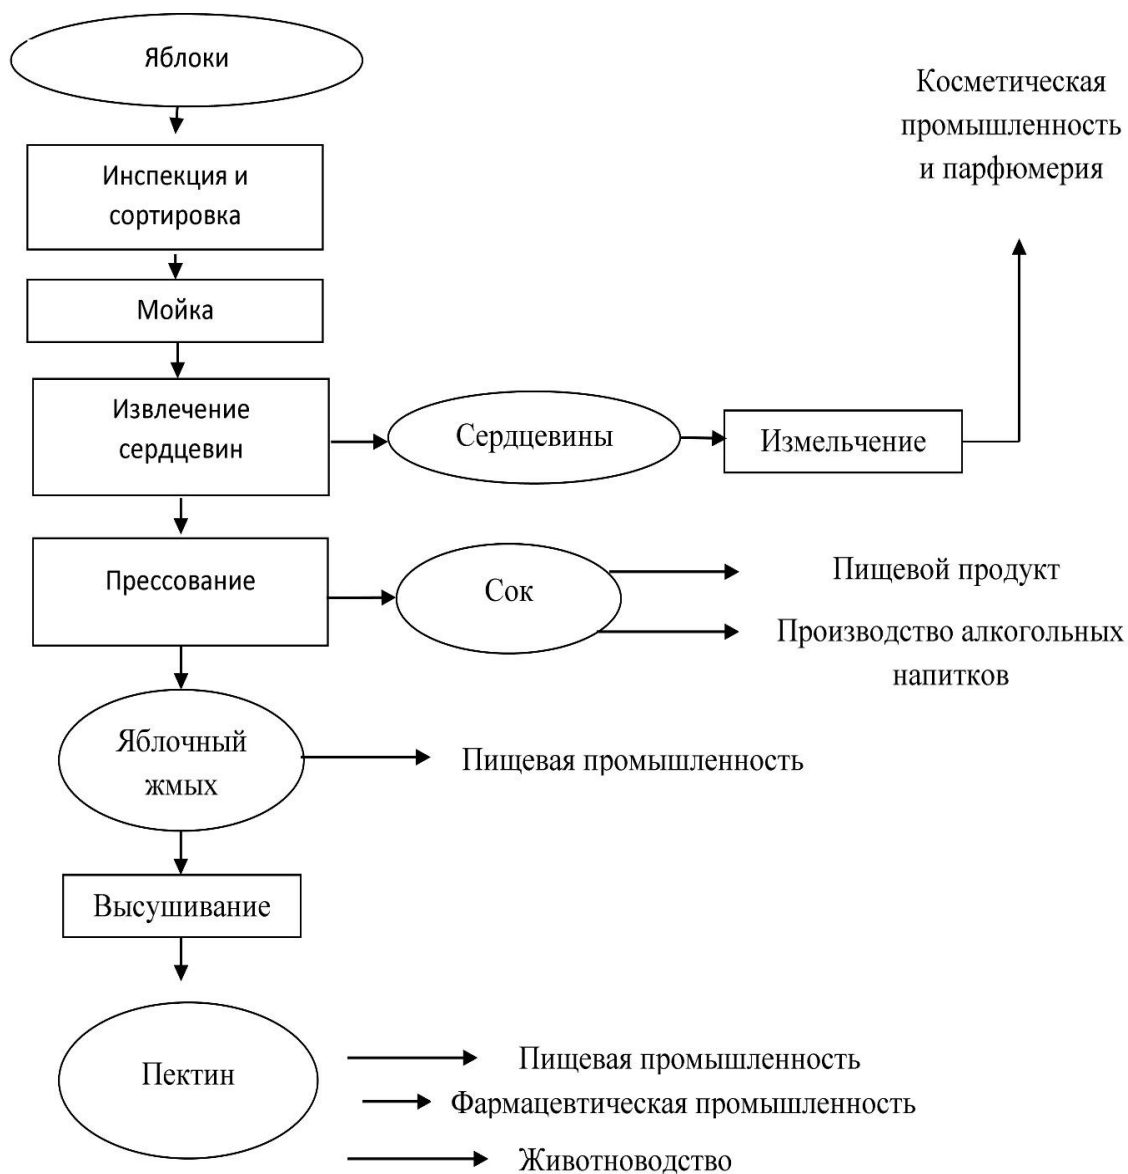 Яблоки
Косметическая
промышленность
и парфюмерия
Инспекция и
сортировка
Мойка
Извлечение
сердцевин
Сердцевины
Измельчение
Прессование
Сок
Пищевой продукт
Производство алкогольных
напитков
Яблочный
жмых
Пищевая промышленность
Высушивание
Пектин
Пищевая промышленность
Фармацевтическая промышленность
Животноводство